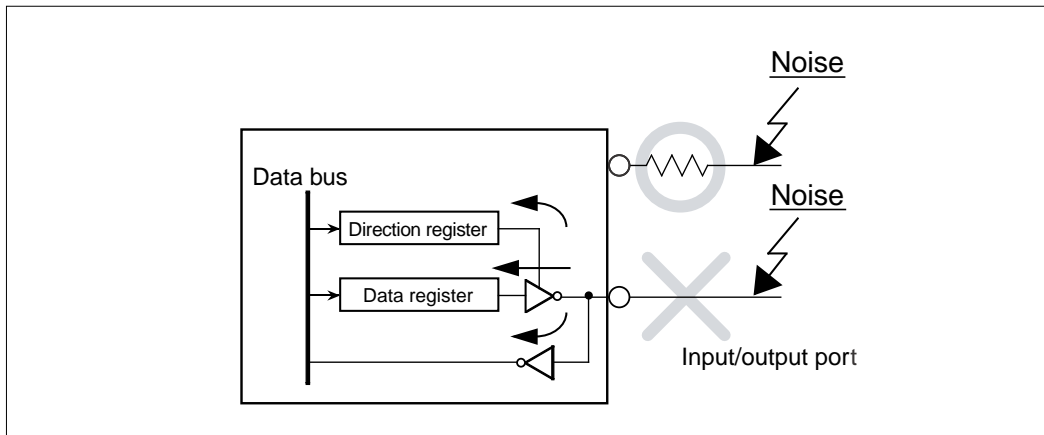 Noise
Data bus
Noise
Direction register
Data register
Input/output port